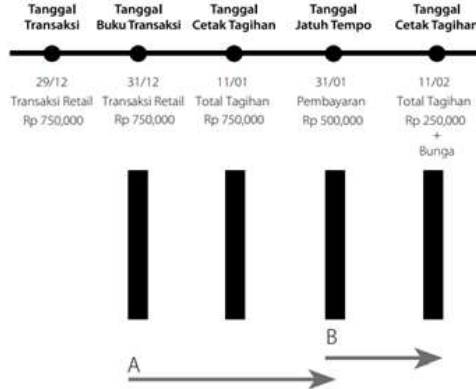 Tanggal
Transaksi
Tanggal
Buku Transaksi
Tanggal
Cetak Tagihan
Tanggal
Jatuh Tempo
Tanggal
Cetak Tagihan
29/12
Transaksi Retail
Rp 750,000
31/12
Transaksi Retail
Rp 750,000
11/01
Total Tagihan
Rp 750,000
31/01
Pembayaran
Rp 500,000
11/02
Total Tagihan
Rp 250,000
+
Bunga
B
A